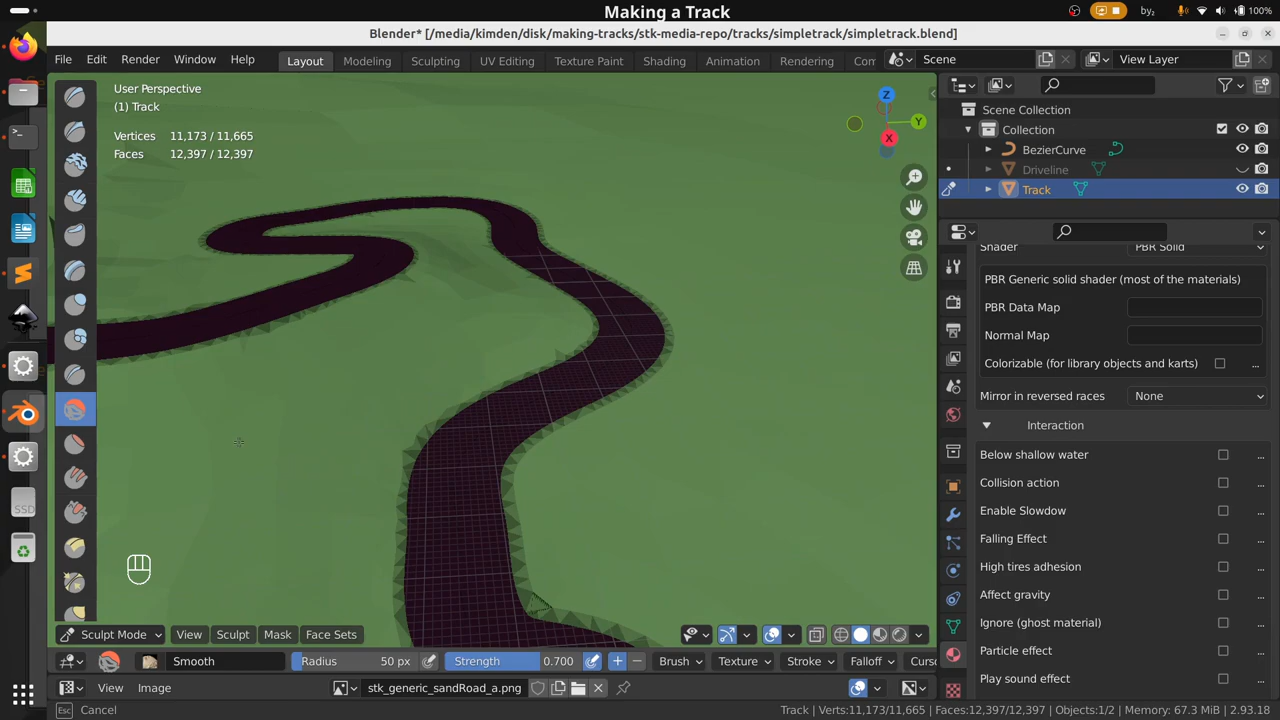 Making a Track
by₂
100%
Blender* [/media/kimden/disk/making-tracks/stk-media-repo/tracks/simpletrack/simpletrack.blend]
File Edit Render Window Help Layout Modeling Sculpting UV Editing Texture Paint Shading Animation Rendering Com Scene View Layer
User Perspective
(1) Track
Vertices 11,173 / 11,665
Faces 12,397 / 12,397
Z
Y
X
Scene Collection
Collection
BezierCurve
Driveline
Track
Shader PBR Solid
PBR Generic solid shader (most of the materials)
PBR Data Map
Normal Map
Colorizable (for library objects and karts) ...
Mirror in reversed races None
Interaction
Below shallow water ...
Collision action ...
Enable Slowdow ...
Falling Effect ...
High tires adhesion ...
Affect gravity ...
Ignore (ghost material) ...
Particle effect ...
Play sound effect ...
Sculpt Mode View Sculpt Mask Face Sets
Smooth Radius 50 px Strength 0.700 + − Brush Texture Stroke Falloff Curso
View Image stk_generic_sandRoad_a.png
Esc Cancel
Track | Verts:11,173/11,665 | Faces:12,397/12,397 | Objects:1/2 | Memory: 67.3 MiB | 2.93.18